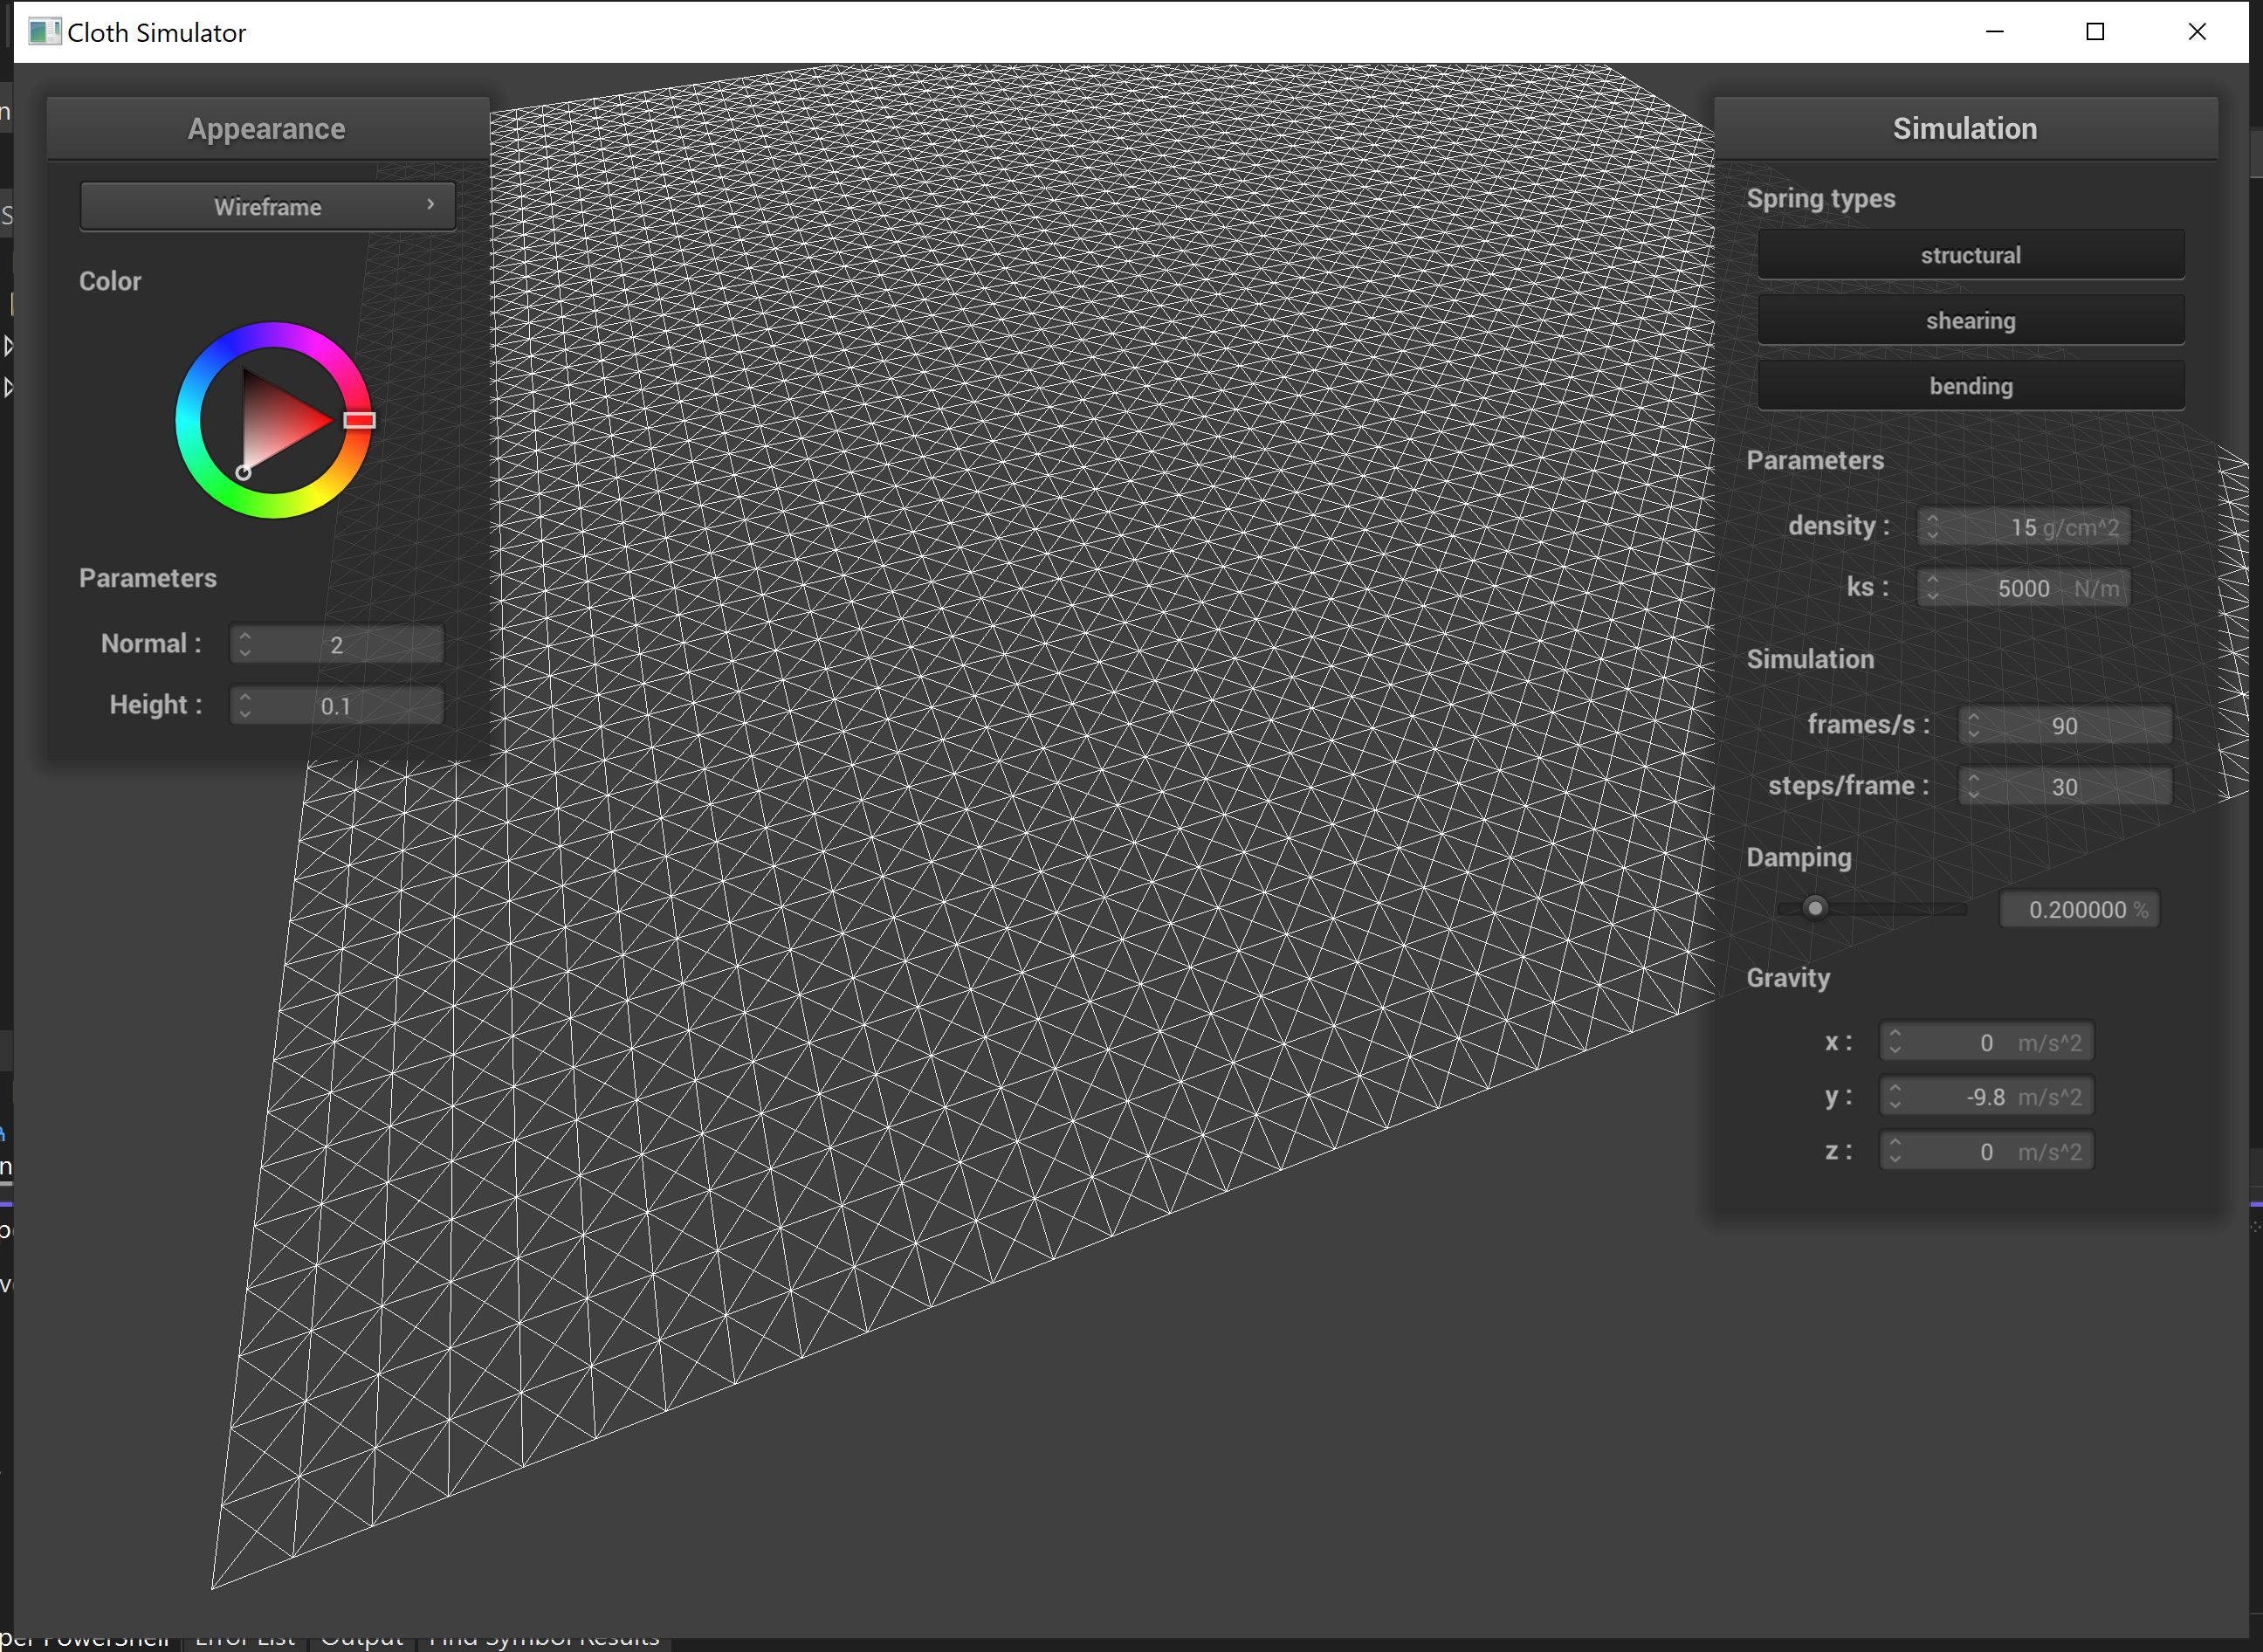 Cloth Simulator
Appearance
Wireframe
Color
Parameters
Normal : 2
Height : 0.1
Simulation
Spring types
structural
shearing
bending
Parameters
density : 15 g/cm^2
ks : 5000 N/m
Simulation
frames/s : 90
steps/frame : 30
Damping
0.200000 %
Gravity
x : 0 m/s^2
y : -9.8 m/s^2
z : 0 m/s^2
PowerShell Error List Output Find Symbol Results